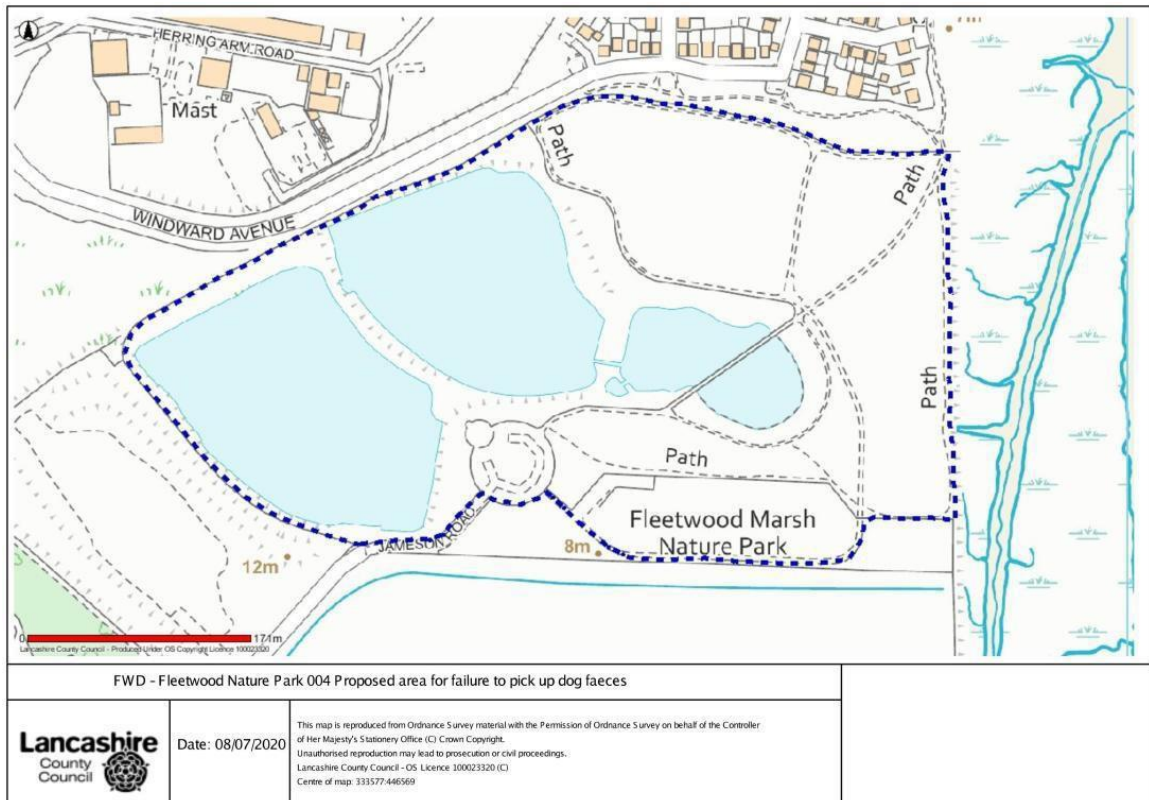 HERRING ARM ROAD
Mast
WINDWARD AVENUE
Path
Path
Path
Path
Fleetwood Marsh
Nature Park
JAMESON ROAD
8m
12m
0
171m
Lancashire County Council - Produced Under OS Copyright Licence 100023320
FWD - Fleetwood Nature Park 004 Proposed area for failure to pick up dog faeces
Lancashire
County
Council
Date: 08/07/2020
This map is reproduced from Ordnance Survey material with the Permission of Ordnance Survey on behalf of the Controller
of Her Majesty's Stationery Office (C) Crown Copyright.
Unauthorised reproduction may lead to prosecution or civil proceedings.
Lancashire County Council - OS Licence 100023320 (C)
Centre of map: 333577:446569